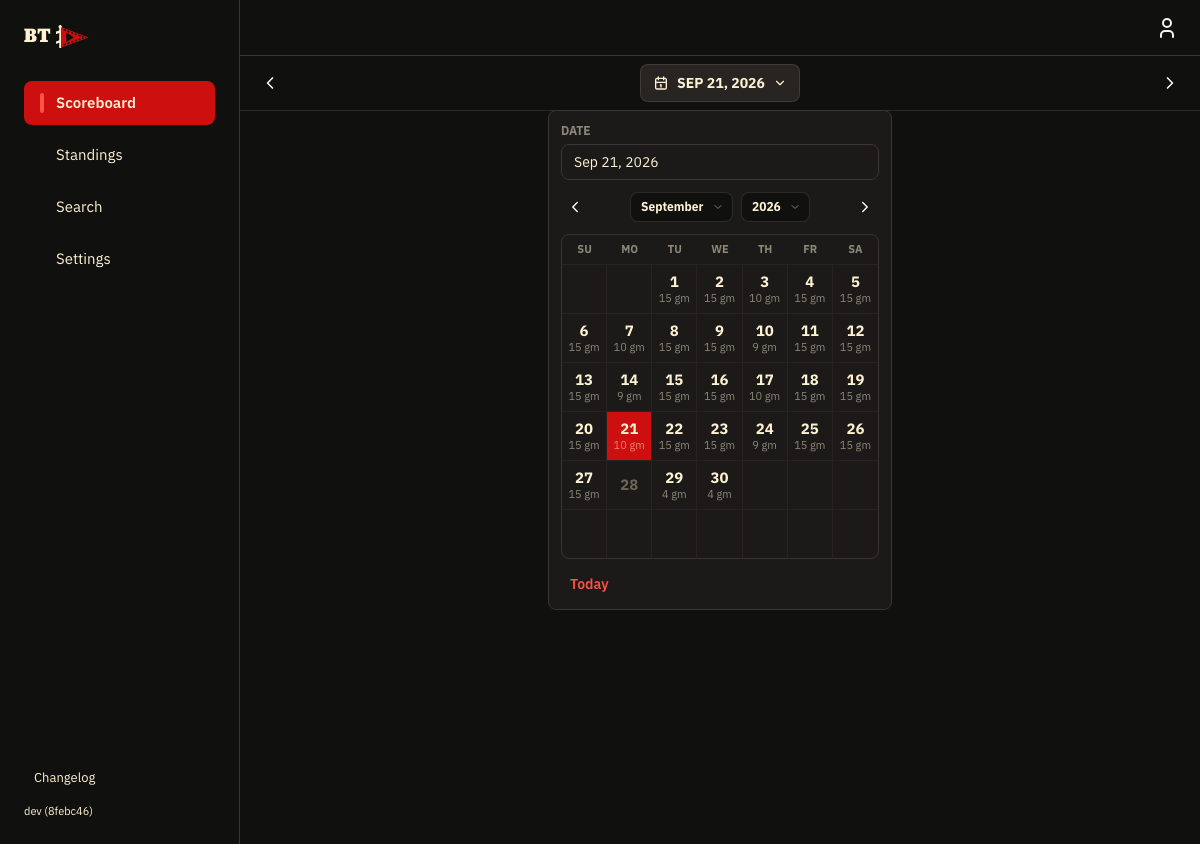 BT
SEP 21, 2026
Scoreboard
Standings
Search
Settings
DATE
Sep 21, 2026
September 2026
SU MO TU WE TH FR SA
1 2 3 4 5
15 gm 15 gm 10 gm 15 gm 15 gm
6 7 8 9 10 11 12
15 gm 10 gm 15 gm 15 gm 9 gm 15 gm 15 gm
13 14 15 16 17 18 19
15 gm 9 gm 15 gm 15 gm 10 gm 15 gm 15 gm
20 21 22 23 24 25 26
15 gm 10 gm 15 gm 15 gm 9 gm 15 gm 15 gm
27 28 29 30
15 gm 4 gm 4 gm
Today
Changelog
dev (8febc46)